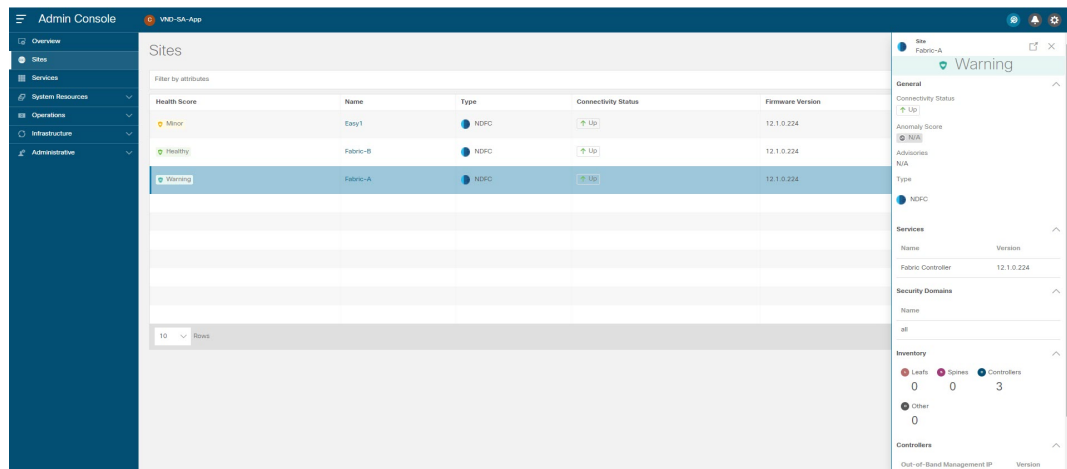 Admin Console
VND-SA-App
Overview
Sites
Services
System Resources
Operations
Infrastructure
Administrative
Sites
Filter by attributes
Health Score Name Type Connectivity Status Firmware Version
Minor Easy1 NDFC Up 12.1.0.224
Healthy Fabric-B NDFC Up 12.1.0.224
Warning Fabric-A NDFC Up 12.1.0.224
10 Rows
Site
Fabric-A
Warning
General
Connectivity Status
Up
Anomaly Score
N/A
Advisories
N/A
Type
NDFC
Services
Name Version
Fabric Controller 12.1.0.224
Security Domains
Name
all
Inventory
Leafs Spines Controllers
0 0 3
Other
0
Controllers
Out-of-Band Management IP Version